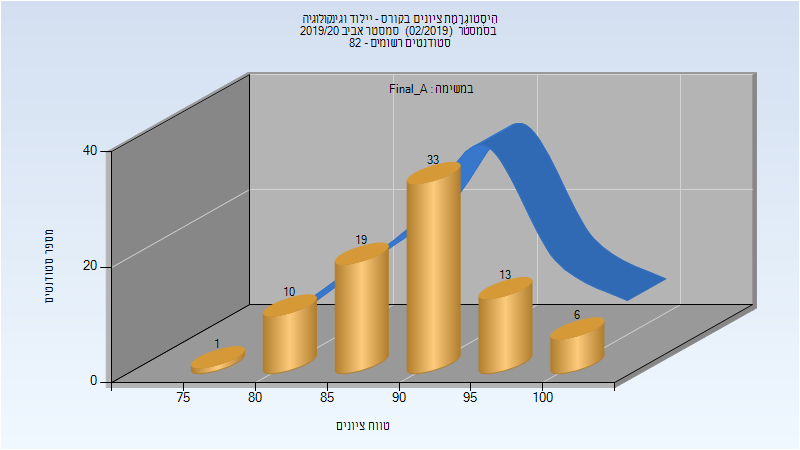 היסטוגרמת ציונים בקורס - יילוד וגינקולוגיה
בסמסטר (02/2019) סמסטר אביב 2019/20
סטודנטים רשומים - 82
במשימה : Final_A
מספר סטודנטים
40
20
0
1
10
19
33
13
6
75
80
85
90
95
100
טווח ציונים